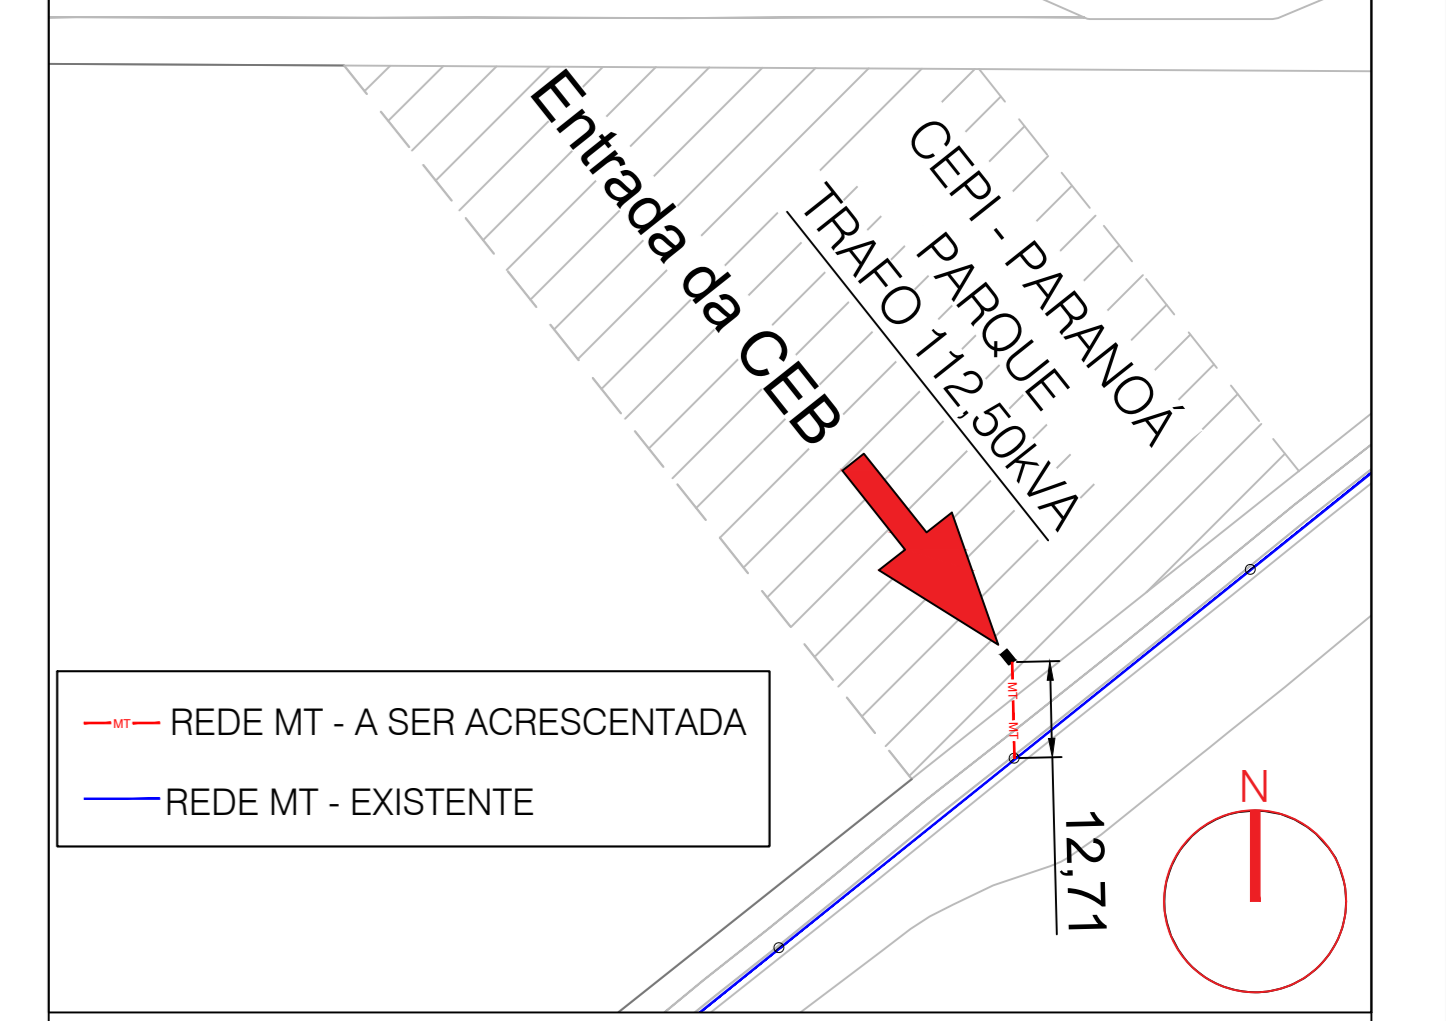 Entrada da CEB
CEPI - PARANOÁ
PARQUE
TRAFO 112,50kVA
MT
MT
12,71
N
MT
REDE MT - A SER ACRESCENTADA
REDE MT - EXISTENTE